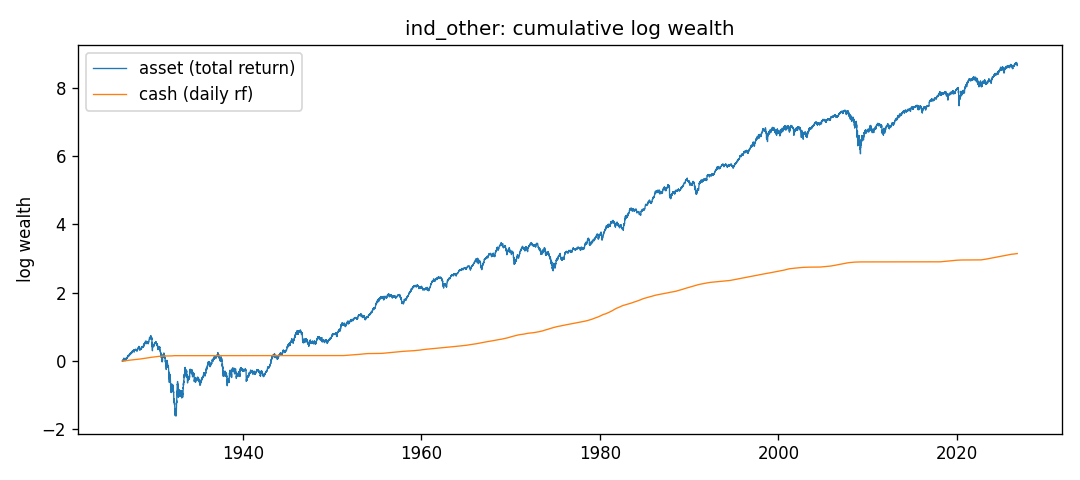 ind_other: cumulative log wealth
asset (total return)
cash (daily rf)
log wealth
8
6
4
2
0
−2
1940
1960
1980
2000
2020